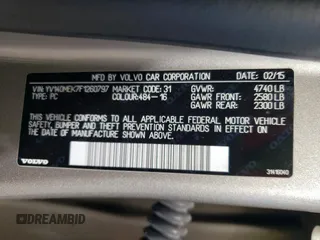 MFD BY VOLVO CAR CORPORATION 02/15
VIN: YV1NOMEK7F1260797 MARKET CODE: 31 GVWR: 4740 LB
TYPE: PC COLOUR: 484-16 GAWR FRONT: 2580 LB
GAWR REAR: 2300 LB
THIS VEHICLE CONFORMS TO ALL APPLICABLE FEDERAL MOTOR VEHICLE
SAFETY, BUMPER AND THEFT PREVENTION STANDARDS IN EFFECT ON THE
DATE OF MANUFACTURE SHOWN ABOVE.
VOLVO
31418040
DREAMBID